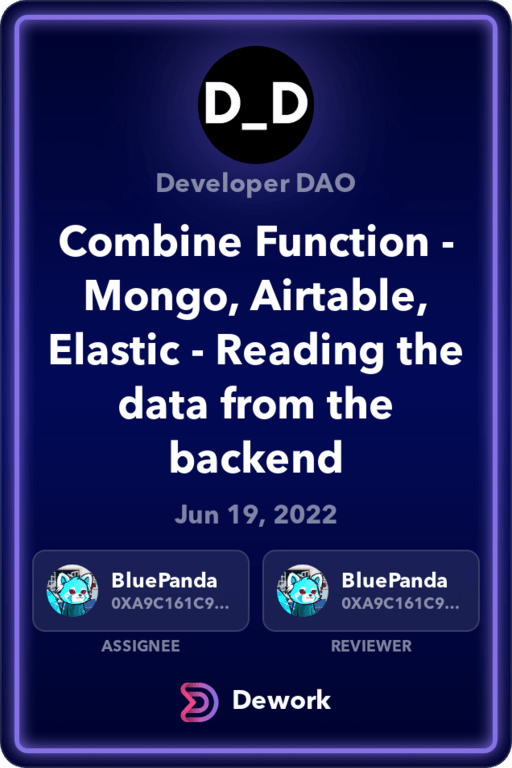 D_D
Developer DAO
Combine Function -
Mongo, Airtable,
Elastic - Reading the
data from the
backend
Jun 19, 2022
BluePanda
0XA9C161C9...
ASSIGNEE
BluePanda
0XA9C161C9...
REVIEWER
Dework